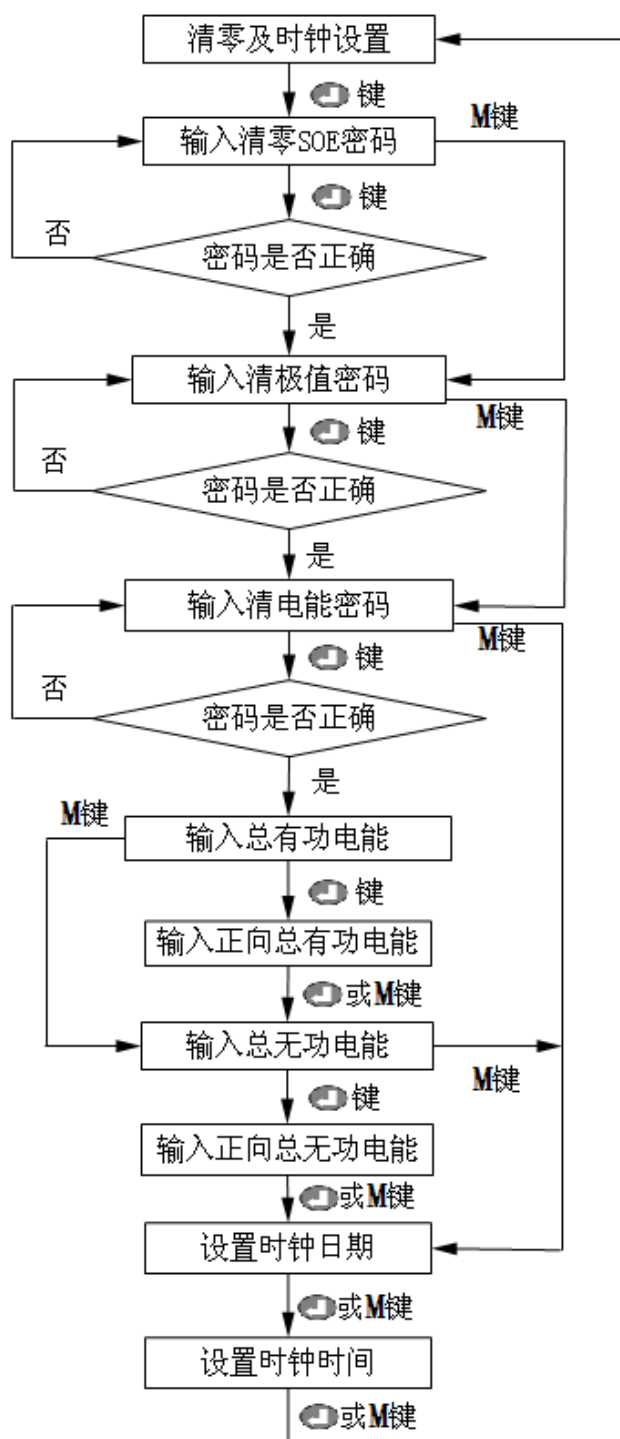 清零及时钟设置
键
输入清零SOE密码
M键
键
否
密码是否正确
是
输入清极值密码
M键
键
否
密码是否正确
是
输入清电能密码
M键
键
否
密码是否正确
是
M键
输入总有功电能
键
输入正向总有功电能
或M键
输入总无功电能
M键
键
输入正向总无功电能
或M键
设置时钟日期
或M键
设置时钟时间
或M键